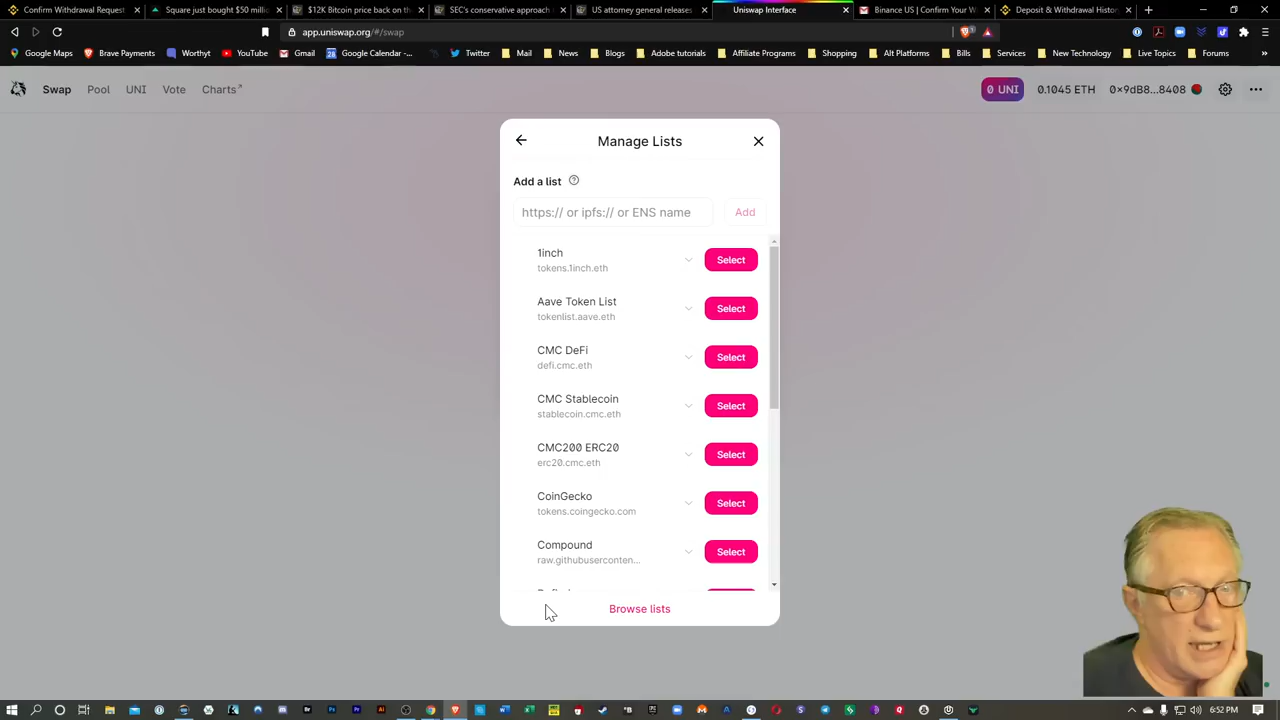 Confirm Withdrawal Request
Square just bought $50 milli
$12K Bitcoin price back on th
SEC's conservative approach
US attorney general releases
Uniswap Interface
Binance US | Confirm Your W
Deposit & Withdrawal Histor
app.uniswap.org/#/swap
Google Maps
Brave Payments
Worthy
YouTube
Gmail
Google Calendar -...
Twitter
Mail
News
Blogs
Adobe tutorials
Affiliate Programs
Shopping
Alt Platforms
Bills
Services
New Technology
Live Topics
Forums
Swap
Pool
UNI
Vote
Charts↗
0 UNI
0.1045 ETH
0×9dB8...8408
Manage Lists
Add a list
https:// or ipfs:// or ENS name
Add
1inch
tokens.1inch.eth
Select
Aave Token List
tokenlist.aave.eth
Select
CMC DeFi
defi.cmc.eth
Select
CMC Stablecoin
stablecoin.cmc.eth
Select
CMC200 ERC20
erc20.cmc.eth
Select
CoinGecko
tokens.coingecko.com
Select
Compound
raw.githubuserconten...
Select
Browse lists
6:52 PM